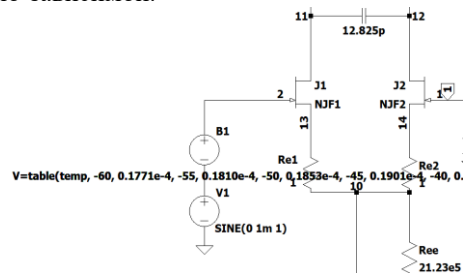 11
12
12.825p
J1
J2
2
1
1
NJF1
NJF2
13
14
B1
Re1
Re2
1
1
V=table(temp, -60, 0.1771e-4, -55, 0.1810e-4, -50, 0.1853e-4, -45, 0.1901e-4, -40, 0.
10
V1
SINE(0 1m 1)
Ree
21.23e5